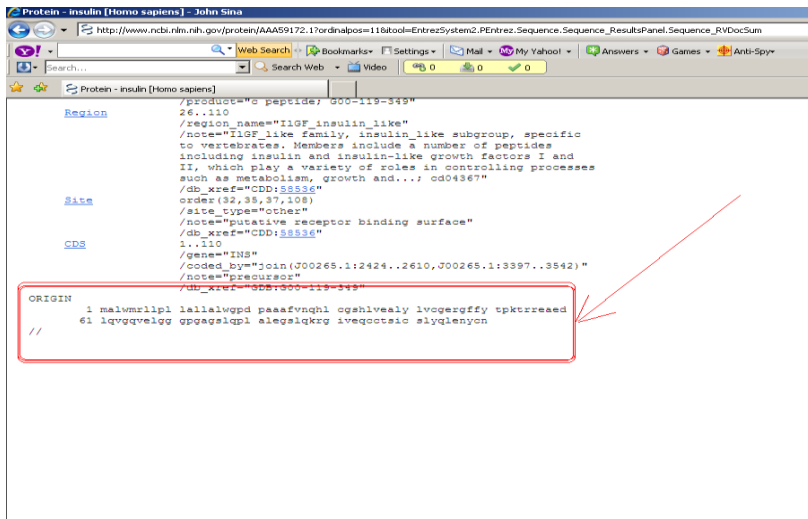 Protein - insulin [Homo sapiens] - John Sina
http://www.ncbi.nlm.nih.gov/protein/AAA59172.1?ordinalpos=11&itool=EntrezSystem2.PEntrez.Sequence.Sequence_ResultsPanel.Sequence_RVDocSum
Y! Web Search Bookmarks Settings Mail My Yahoo! Answers Games Anti-Spy
Search... Search Web Video 0 0 0
Protein - insulin [Homo sapiens]
/product="c peptide; G00-119-349"
Region 26..110
/region_name="IlGF_insulin_like"
/note="IlGF_like family, insulin_like subgroup, specific
to vertebrates. Members include a number of peptides
including insulin and insulin-like growth factors I and
II, which play a variety of roles in controlling processes
such as metabolism, growth and...; cd04367"
/db_xref="CDD:58536"
Site order(32,35,37,108)
/site_type="other"
/note="putative receptor binding surface"
/db_xref="CDD:58536"
CDS 1..110
/gene="INS"
/coded_by="join(J00265.1:2424..2610,J00265.1:3397..3542)"
/note="precursor"
/db_xref="GDB:G00-119-349"
ORIGIN
1 malwmrllpl lallalwgpd paaafvnqhl cgshlvealy lvcgergffy tpktrreaed
61 lqvgqvelgg gpgagslqpl alegslqkrg iveqcctsic slyqlenycn
//